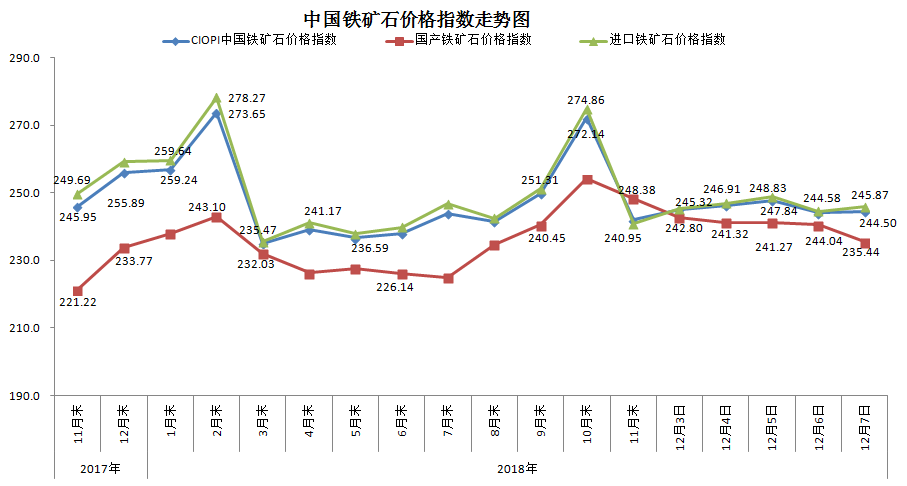 中国铁矿石价格指数走势图
CIOPI中国铁矿石价格指数 国产铁矿石价格指数 进口铁矿石价格指数
290.0
270.0
250.0
230.0
210.0
190.0
249.69
245.95
221.22
255.89
233.77
259.64
259.24
278.27
273.65
243.10
235.47
232.03
241.17
236.59
226.14
251.31
240.45
274.86
272.14
248.38
240.95
245.32
242.80
246.91
241.32
248.83
247.84
241.27
244.58
244.04
245.87
244.50
235.44
11月末
12月末
1月末
2月末
3月末
4月末
5月末
6月末
7月末
8月末
9月末
10月末
11月末
12月3日
12月4日
12月5日
12月6日
12月7日
2017年 2018年